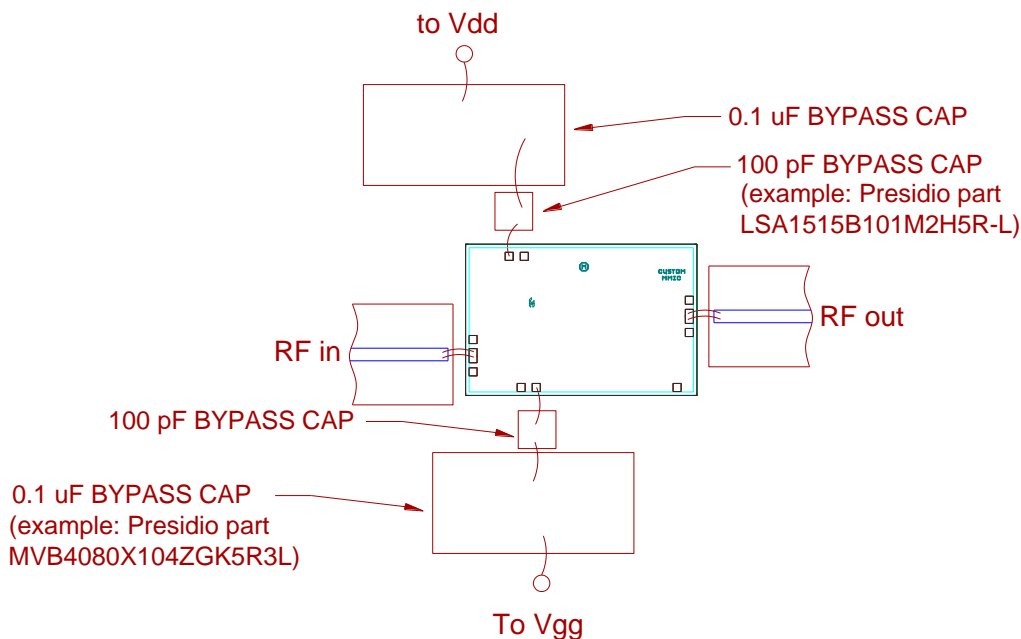 to Vdd
0.1 uF BYPASS CAP
100 pF BYPASS CAP
(example: Presidio part
LSA1515B101M2H5R-L)
CUSTOM
MMIC
RF out
RF in
100 pF BYPASS CAP
0.1 uF BYPASS CAP
(example: Presidio part
MVB4080X104ZGK5R3L)
To Vgg